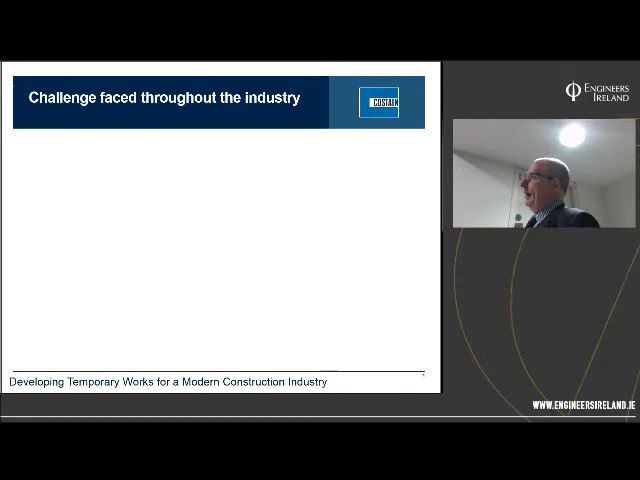 Challenge faced throughout the industry
COSTAIN
ENGINEERS
IRELAND
Developing Temporary Works for a Modern Construction Industry
WWW.ENGINEERSIRELAND.IE